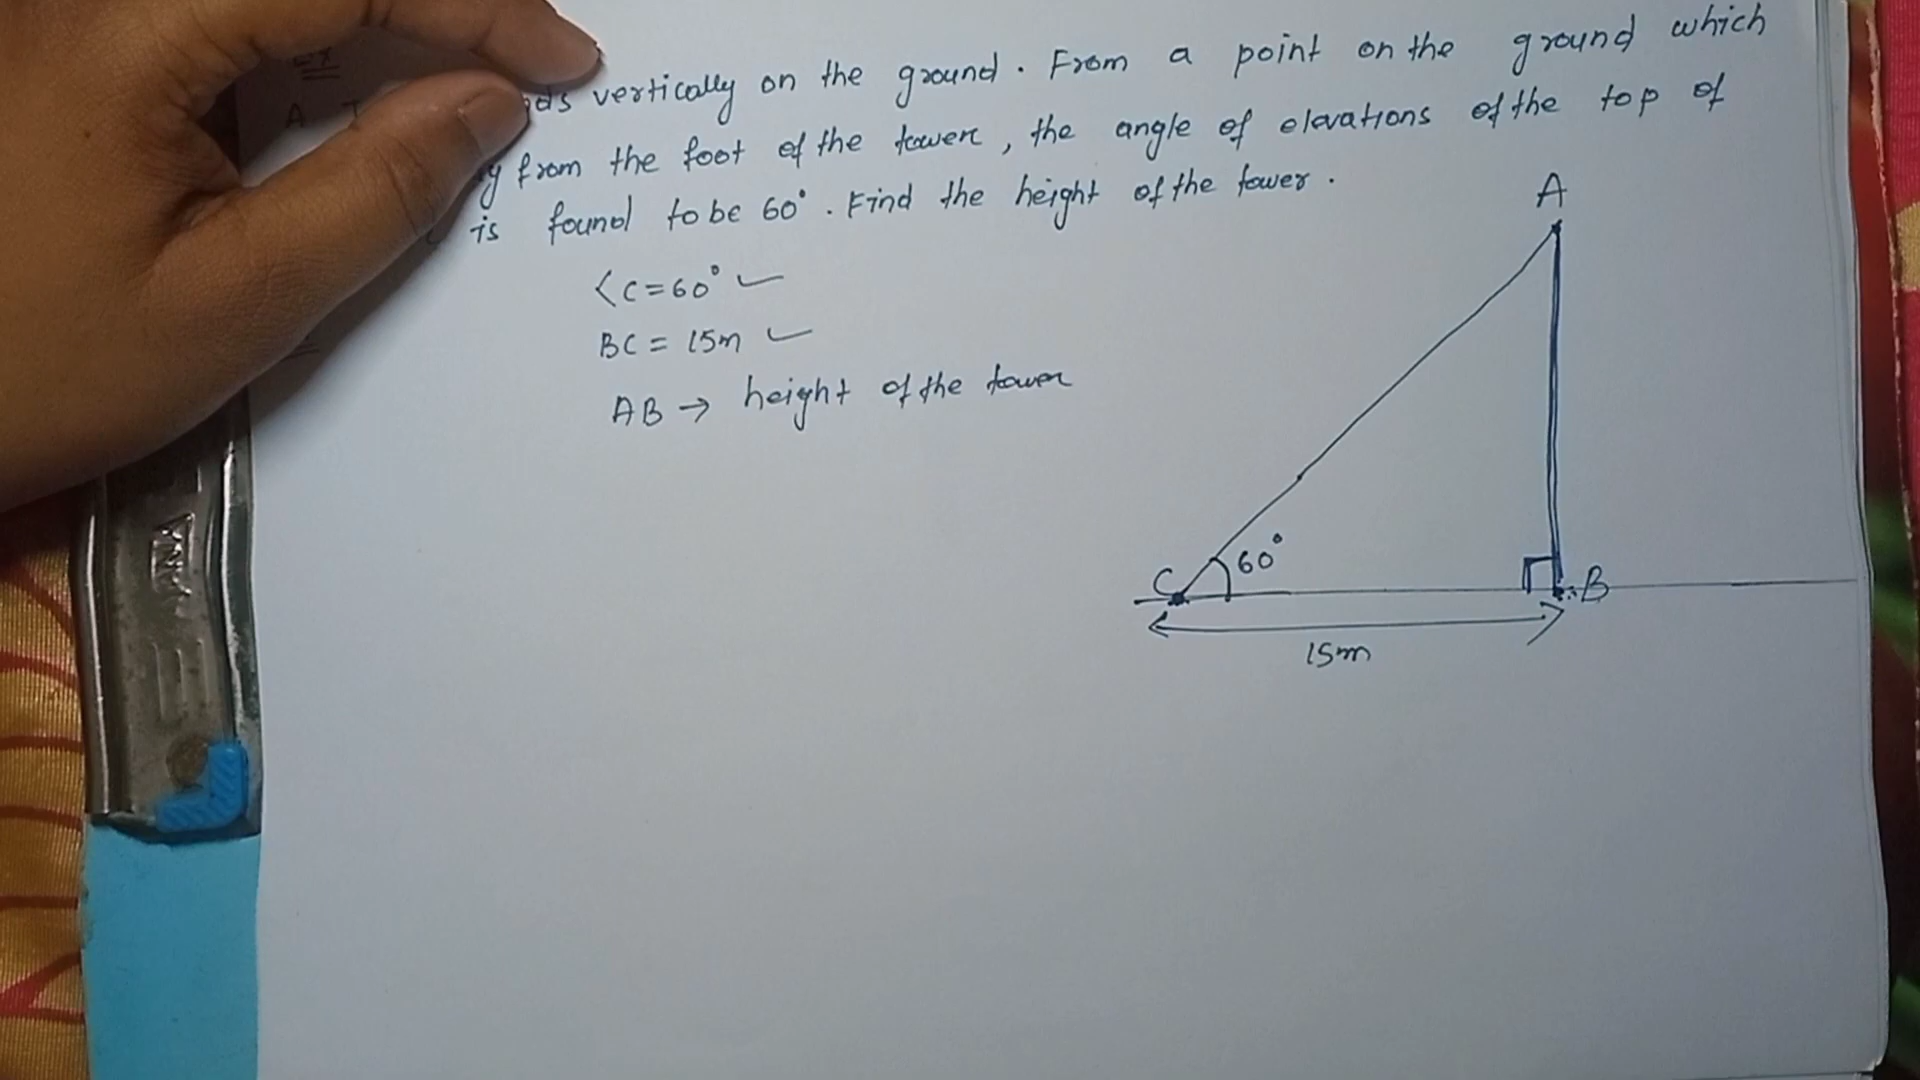 Ex
A T
vertically on the ground. From a point on the ground which
y from the foot of the tower, the angle of elevations of the top of
is found to be 60°. Find the height of the tower.
<C=60°
BC = 15m
AB → height of the tower
A
60°
C
B
15m